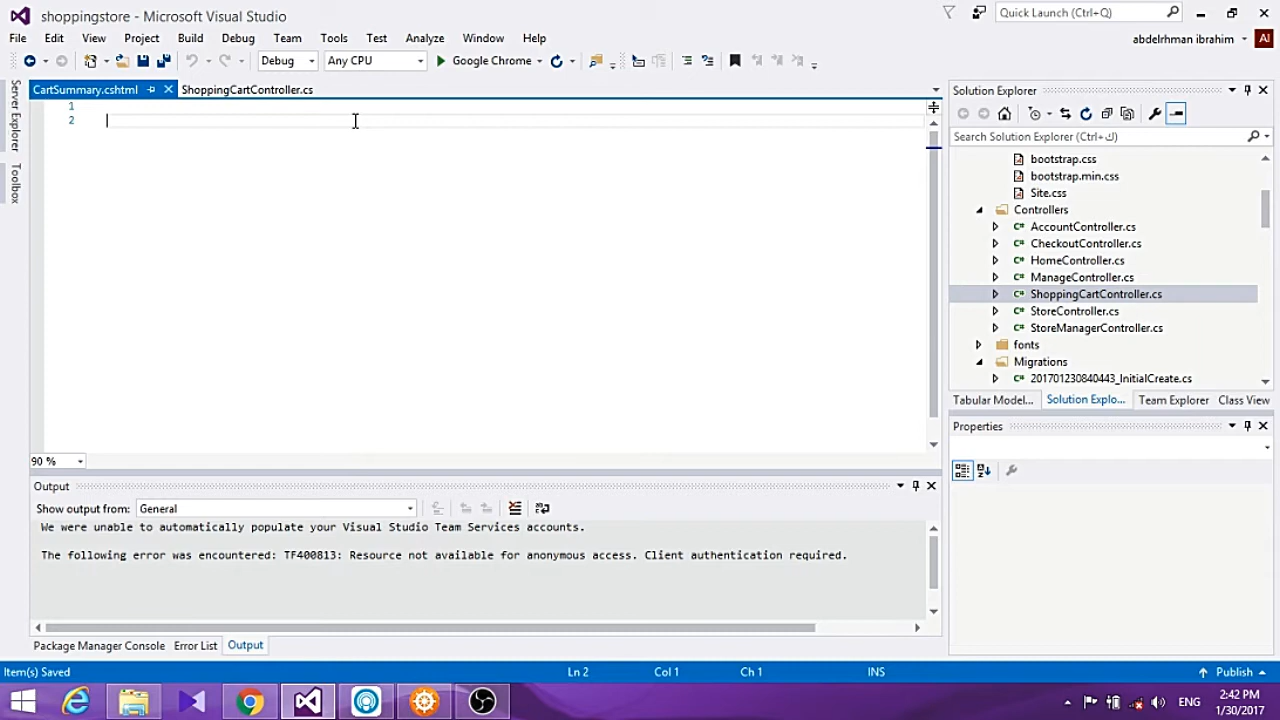 shoppingstore - Microsoft Visual Studio
Quick Launch (Ctrl+Q)
File Edit View Project Build Debug Team Tools Test Analyze Window Help
abdelrhman ibrahim AI
Debug Any CPU Google Chrome
Server Explorer
Toolbox
CartSummary.cshtml ShoppingCartController.cs
1
2
90 %
Solution Explorer
Search Solution Explorer (Ctrl+ك)
bootstrap.css
bootstrap.min.css
Site.css
Controllers
C# AccountController.cs
C# CheckoutController.cs
C# HomeController.cs
C# ManageController.cs
C# ShoppingCartController.cs
C# StoreController.cs
C# StoreManagerController.cs
fonts
Migrations
C# 201701230840443_InitialCreate.cs
Tabular Model... Solution Explo... Team Explorer Class View
Properties
Output
Show output from: General
We were unable to automatically populate your Visual Studio Team Services accounts.
The following error was encountered: TF400813: Resource not available for anonymous access. Client authentication required.
Package Manager Console Error List Output
Item(s) Saved Ln 2 Col 1 Ch 1 INS Publish
ENG
2:42 PM
1/30/2017